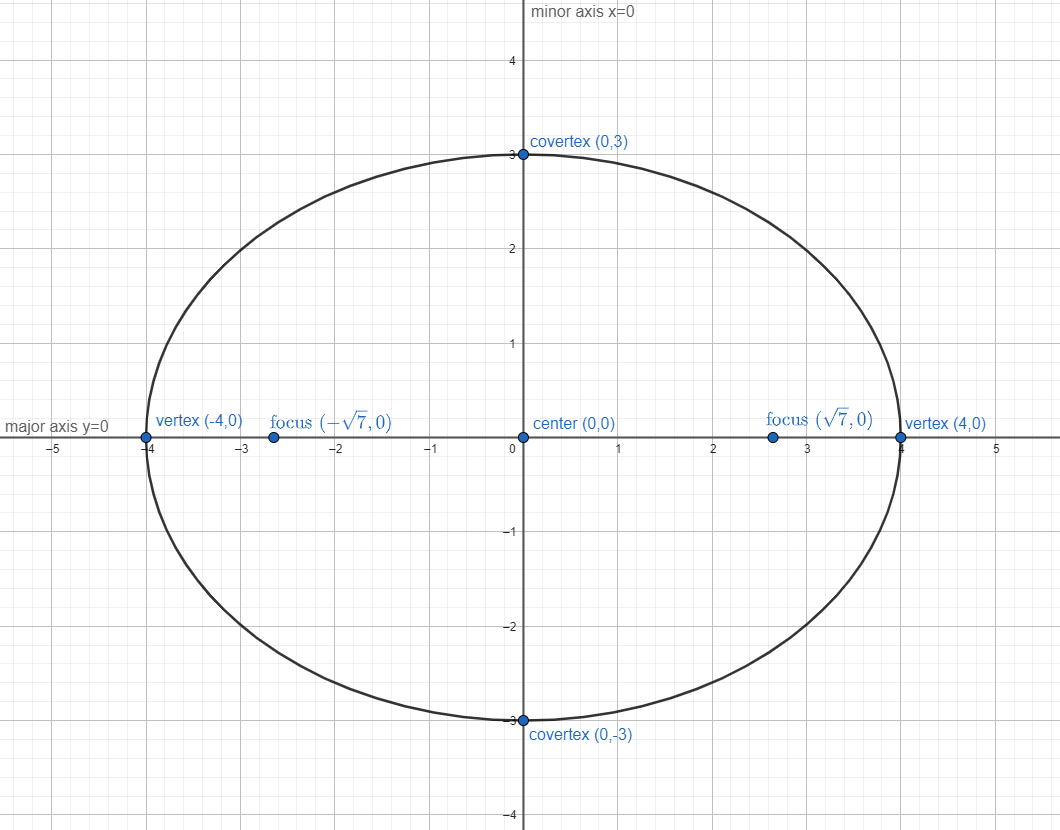 minor axis x=0
4
covertex (0,3)
3
2
1
vertex (-4,0)
focus (−√7, 0)
center (0,0)
focus (√7, 0)
vertex (4,0)
major axis y=0
−5
−4
−3
−2
−1
0
1
2
3
4
5
−1
−2
−3
covertex (0,-3)
−4